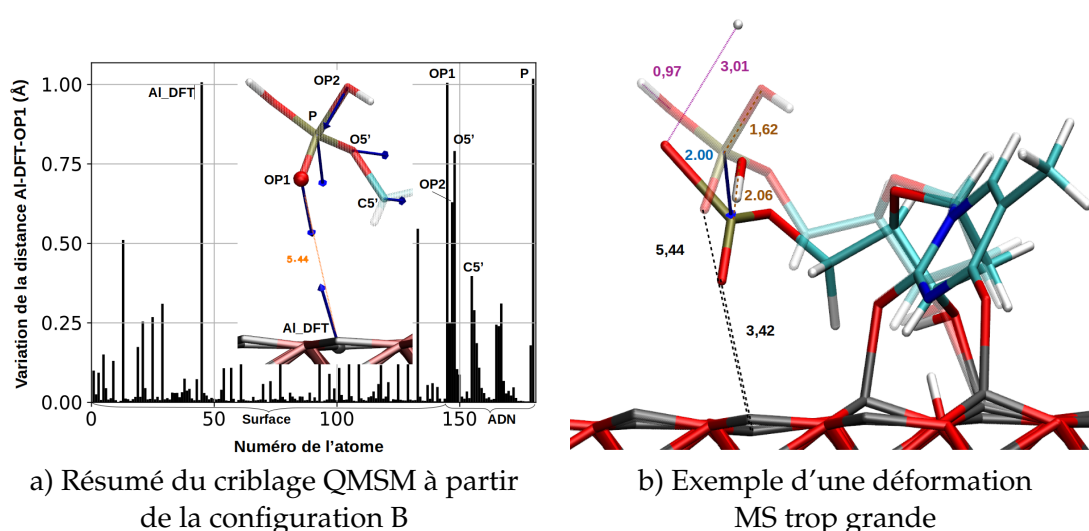 Variation de la distance Al-DFT-OP1 (Å)
1.00
0.75
0.50
0.25
0.00
Al_DFT
OP2
P
O5'
OP1
C5'
5.44
Al_DFT
OP1
P
O5'
OP2
C5'
0
50
100
150
Surface
ADN
Numéro de l'atome
a) Résumé du criblage QMSM à partir
de la configuration B
0,97
3,01
1,62
2.00
2.06
5,44
3,42
b) Exemple d'une déformation
MS trop grande